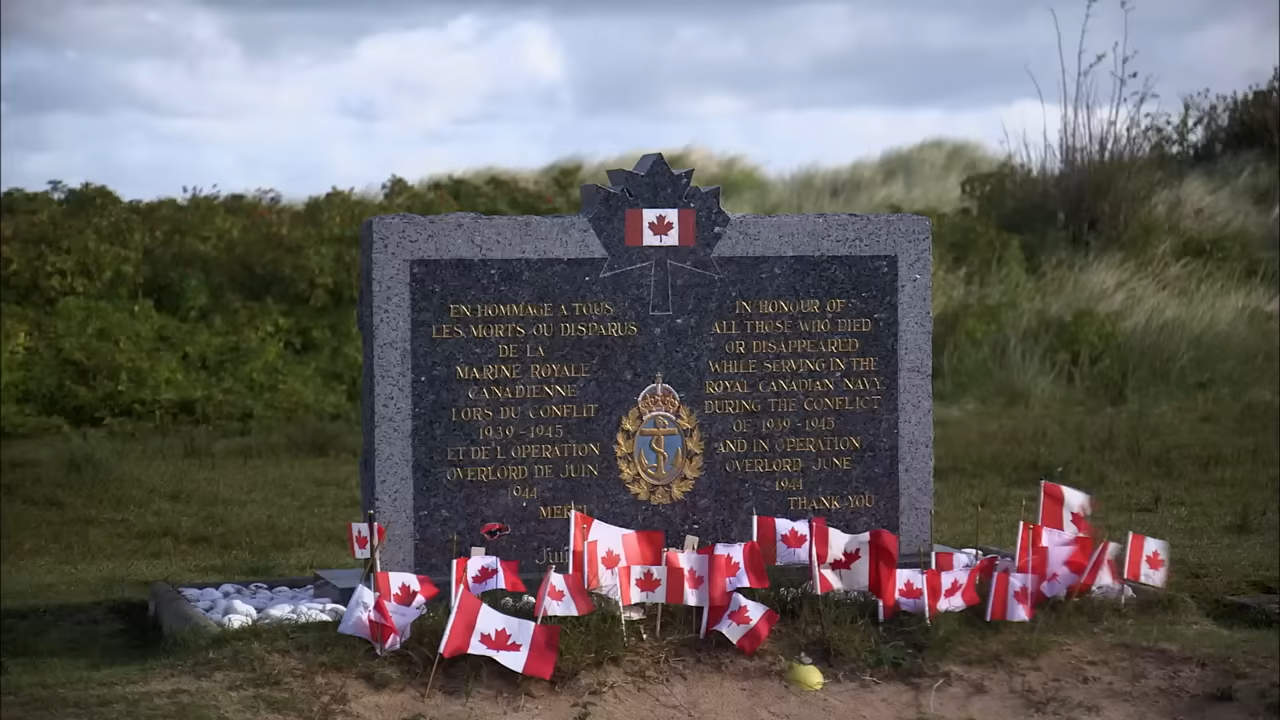 EN HOMMAGE A TOUS
LES MORTS OU DISPARUS
DE LA
MARINE ROYALE
CANADIENNE
LORS DU CONFLIT
1939-1945
ET DE L'OPERATION
OVERLORD DE JUIN
1944
IN HONOUR OF
ALL THOSE WHO DIED
OR DISAPPEARED
WHILE SERVING IN THE
ROYAL CANADIAN NAVY
DURING THE CONFLICT
OF 1939-1945
AND IN OPERATION
OVERLORD JUNE
1944
THANK YOU